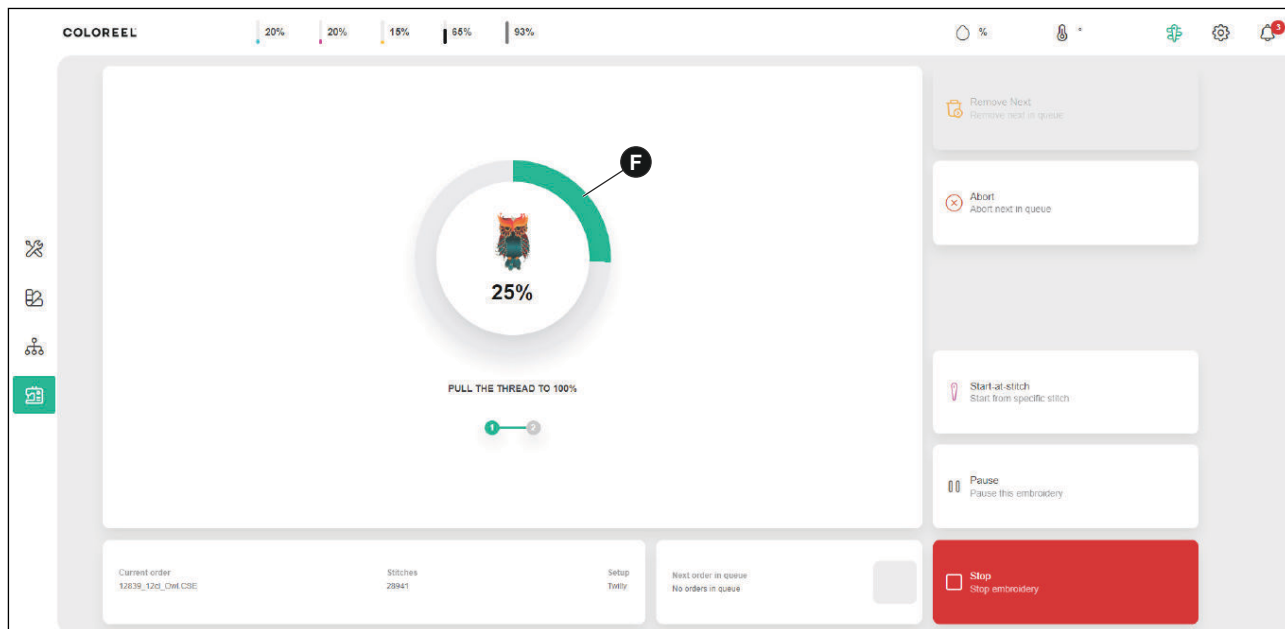 COLOREEL
20%
20%
15%
65%
93%
%
°
3
Remove Next
Remove next in queue
F
Abort
Abort next in queue
25%
PULL THE THREAD TO 100%
1
2
Start-at-stitch
Start from specific stitch
Pause
Pause this embroidery
Current order
12839_12cl_Owl.CSE
Stitches
28941
Setup
Twilly
Next order in queue
No orders in queue
Stop
Stop embroidery